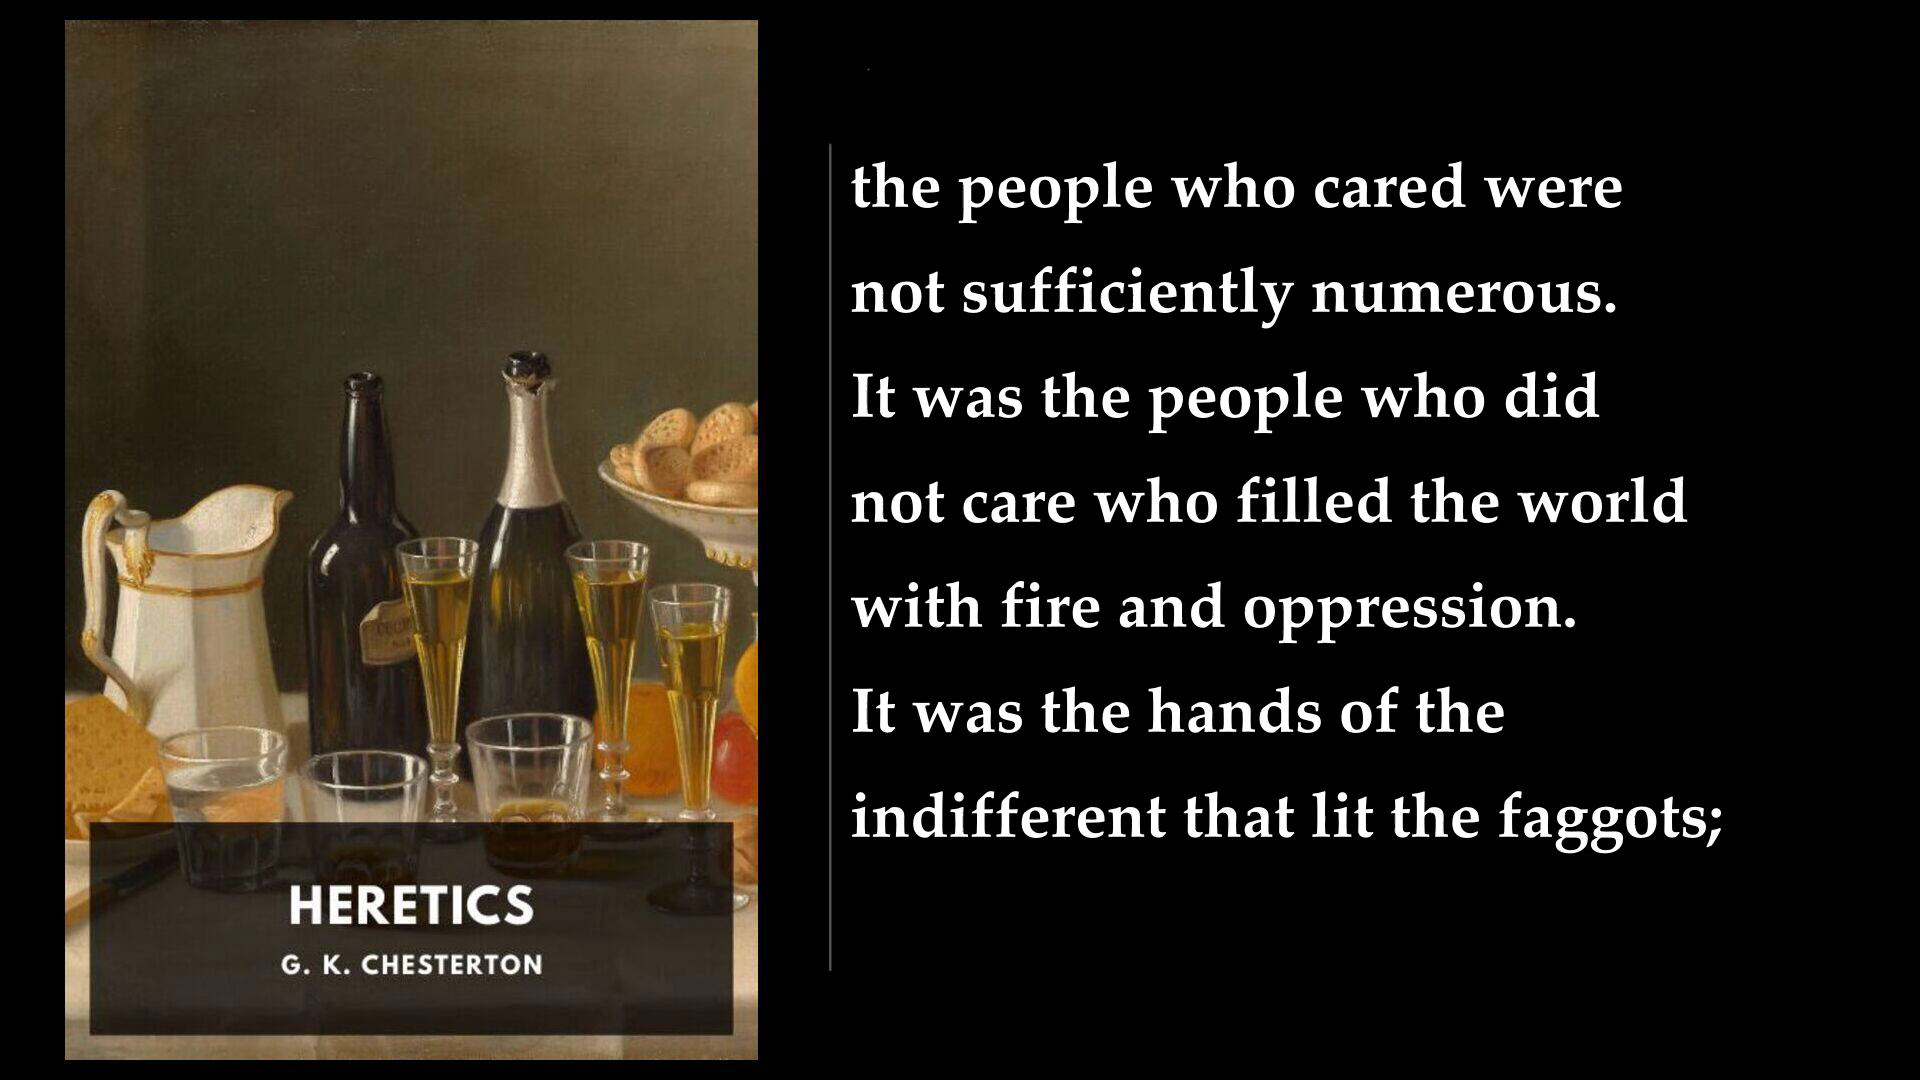 the people who cared were
not sufficiently numerous.
It was the people who did
not care who filled the world
with fire and oppression.
It was the hands of the
indifferent that lit the faggots;
HERETICS
G. K. CHESTERTON